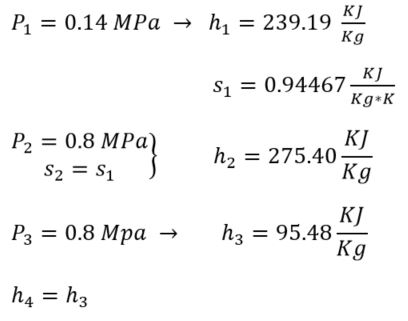 P₁ = 0.14 MPa → h₁ = 239.19 KJ/Kg
s₁ = 0.94467 KJ/Kg*K
P₂ = 0.8 MPa
s₂ = s₁ } h₂ = 275.40 KJ/Kg
P₃ = 0.8 Mpa → h₃ = 95.48 KJ/Kg
h₄ = h₃